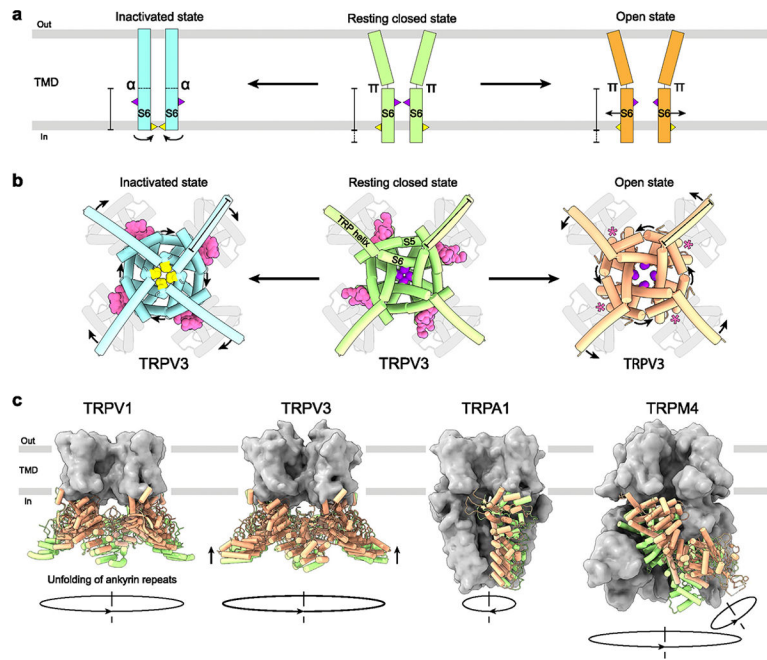 a
Inactivated state
Resting closed state
Open state
Out
TMD
In
α
α
S6
S6
π
π
S6
S6
π
π
S6
S6
b
Inactivated state
Resting closed state
Open state
TRP helix
S5
S6
*
*
*
*
TRPV3
TRPV3
TRPV3
c
TRPV1
TRPV3
TRPA1
TRPM4
Out
TMD
In
Unfolding of ankyrin repeats